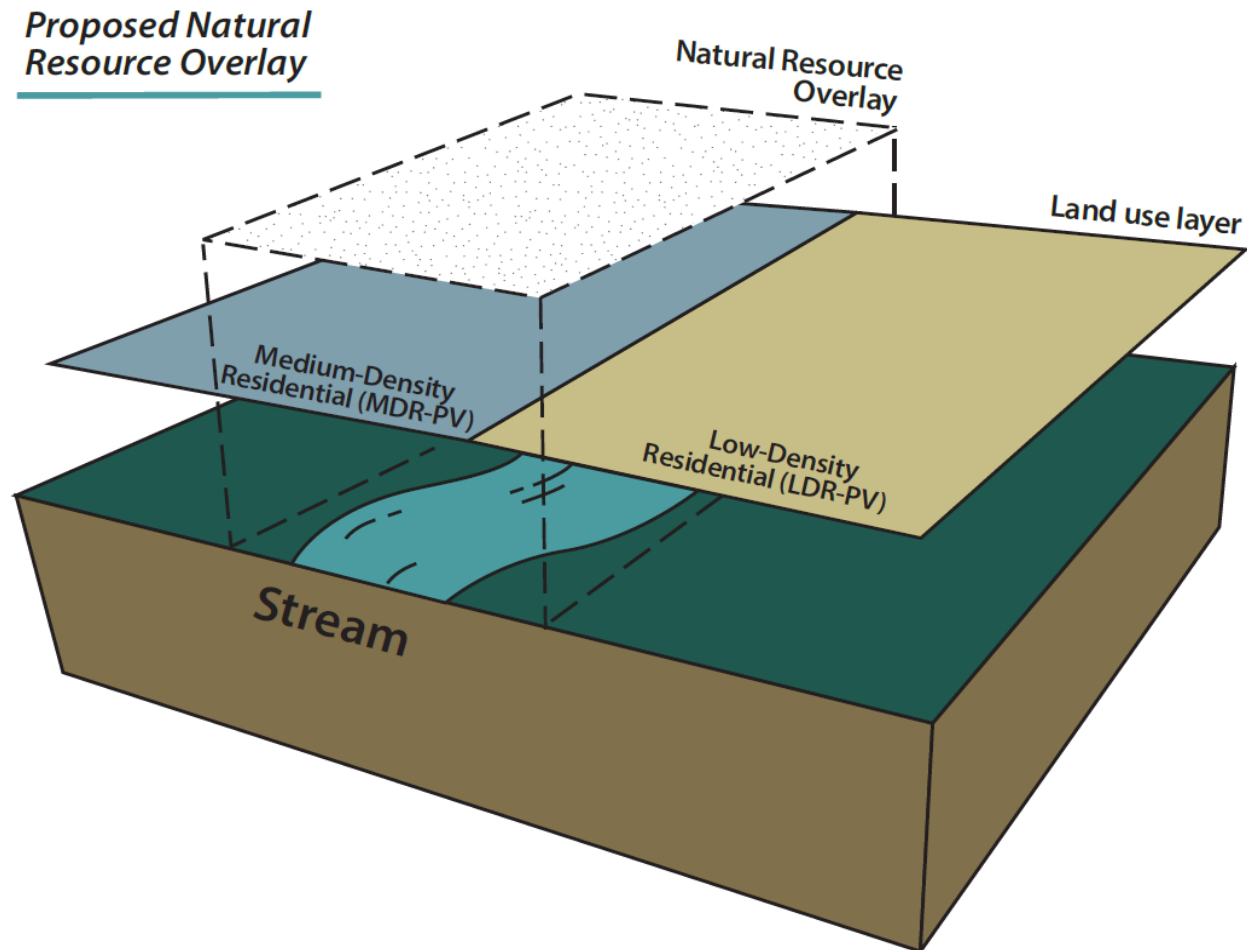 Proposed Natural
Resource Overlay
Natural Resource
Overlay
Land use layer
Medium-Density
Residential (MDR-PV)
Low-Density
Residential (LDR-PV)
Stream